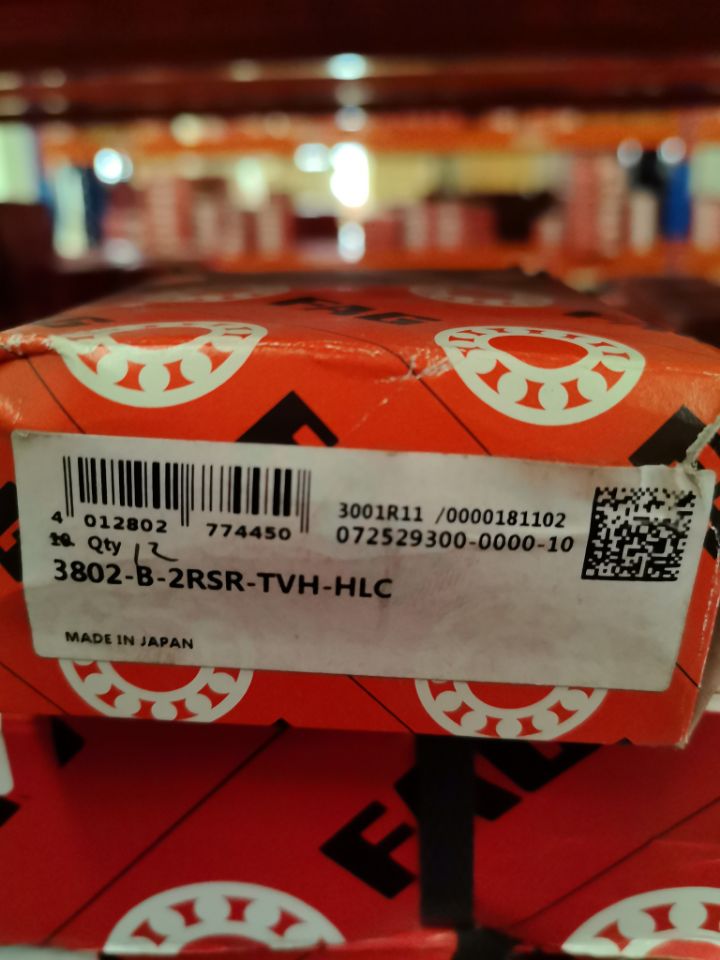 FAG
4 012802 774450
3001R11 /0000181102
072529300-0000-10
10 Qty 12
3802-B-2RSR-TVH-HLC
MADE IN JAPAN
FAG